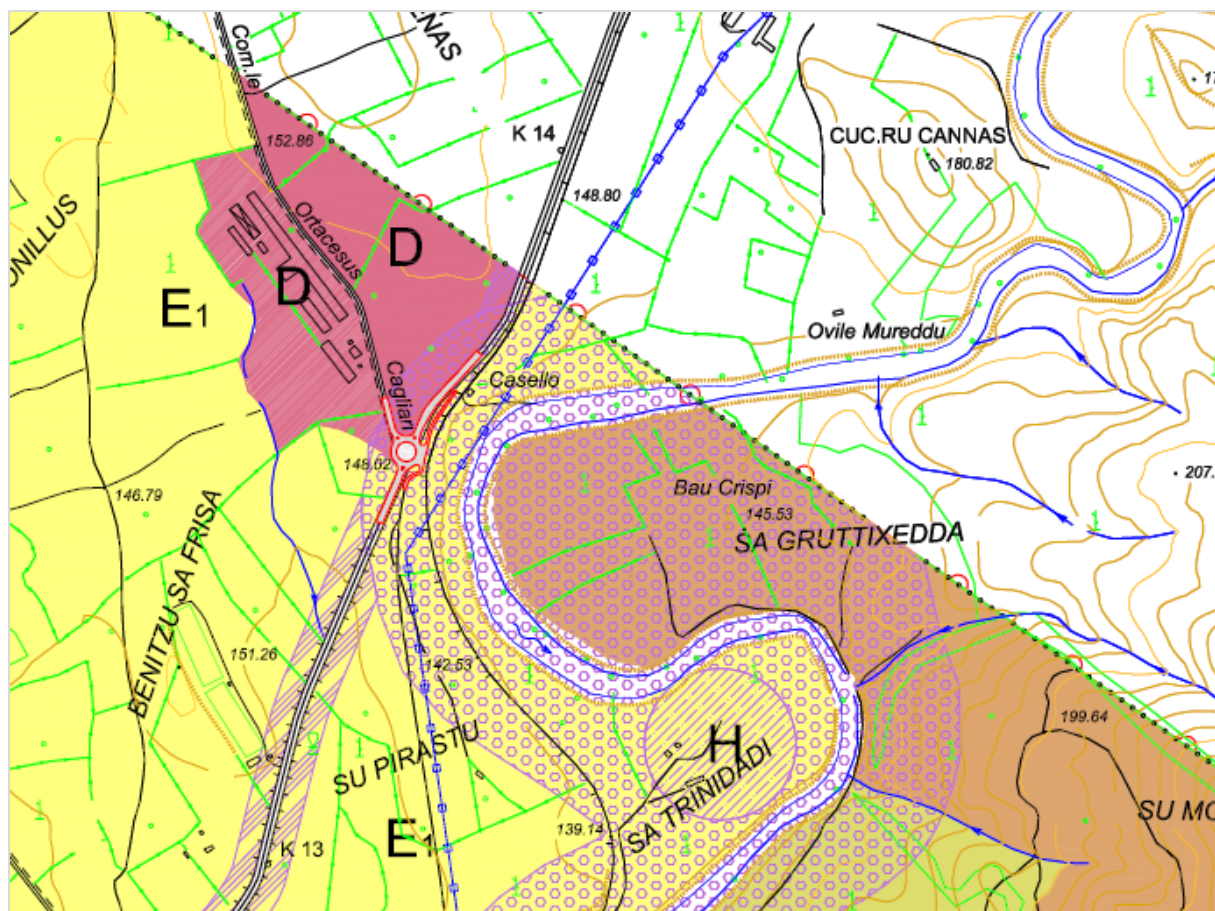 Com.le
K 14
CUC.RU CANNAS
180.82
152.86
148.80
Ortacesus
D
D
1
E1
Ovile Mureddu
Casello
Cagliari
148.62
146.79
207.
Bau Crispi
145.53
SA GRUTTIXEDDA
BENITZU SA FRISA
151.26
142.53
199.64
H
SU PIRASTU
SA TRINIDADI
139.14
E1
K 13
SU MO